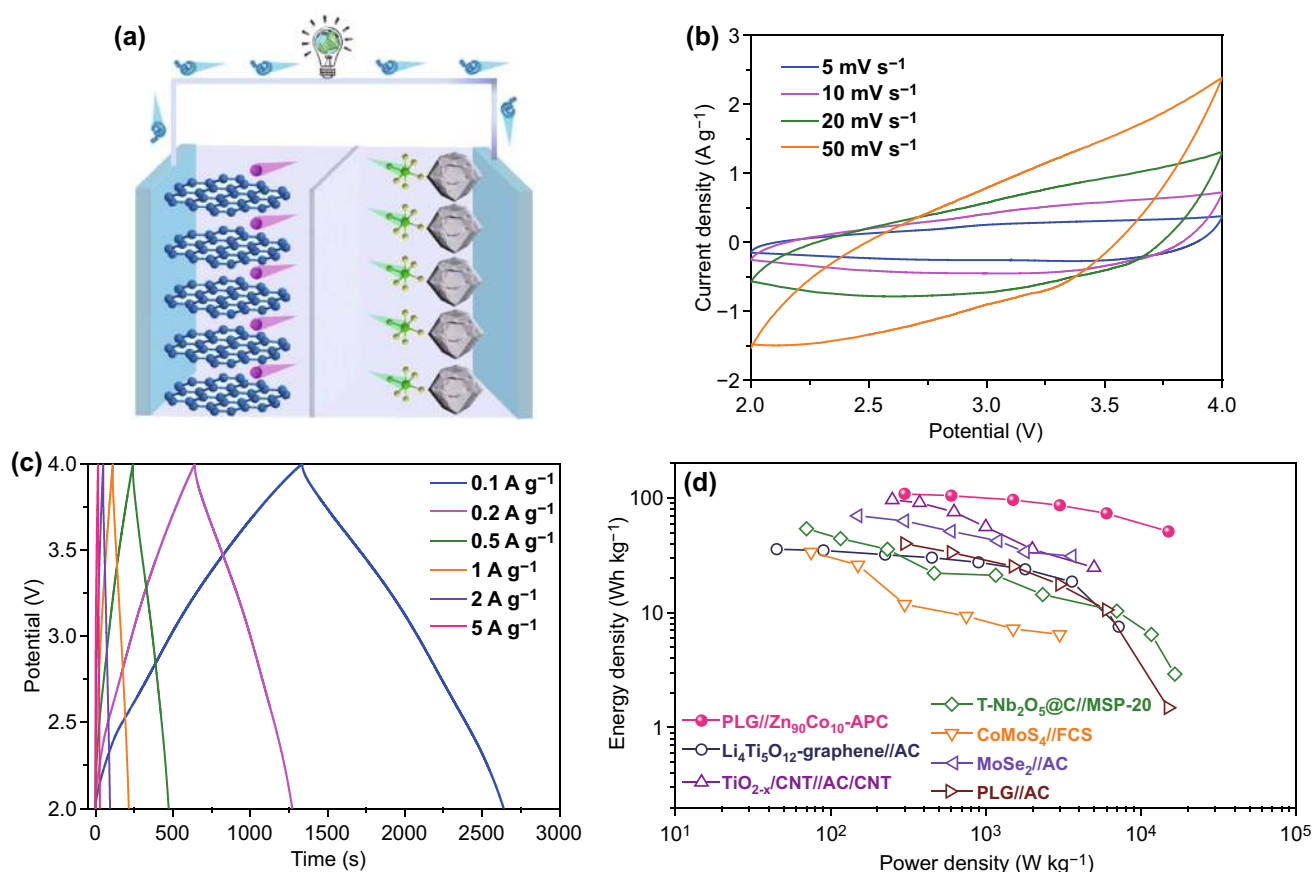 (a)
(b)
3
2
1
0
−1
−2
Current density (A g⁻¹)
5 mV s⁻¹
10 mV s⁻¹
20 mV s⁻¹
50 mV s⁻¹
2.0 2.5 3.0 3.5 4.0
Potential (V)
(c)
4.0
3.5
3.0
2.5
2.0
Potential (V)
0.1 A g⁻¹
0.2 A g⁻¹
0.5 A g⁻¹
1 A g⁻¹
2 A g⁻¹
5 A g⁻¹
0 500 1000 1500 2000 2500 3000
Time (s)
(d)
100
10
1
Energy density (Wh kg⁻¹)
PLG//Zn₉₀Co₁₀-APC
Li₄Ti₅O₁₂-graphene//AC
TiO₂₋ₓ/CNT//AC/CNT
T-Nb₂O₅@C//MSP-20
CoMoS₄//FCS
MoSe₂//AC
PLG//AC
10¹ 10² 10³ 10⁴ 10⁵
Power density (W kg⁻¹)